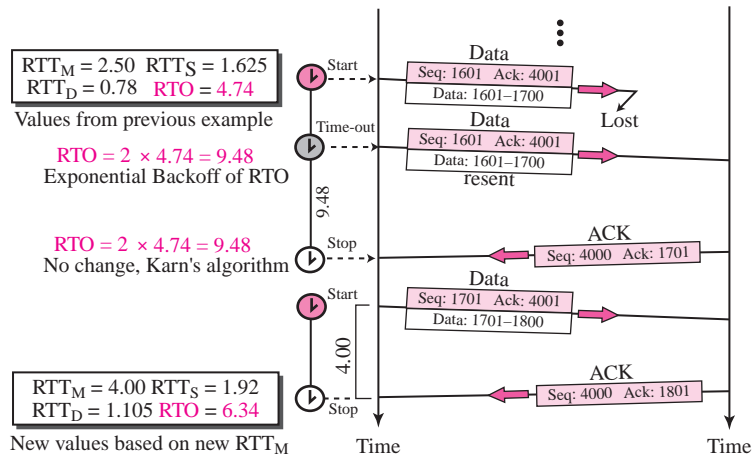 RTTM = 2.50 RTTS = 1.625
RTTD = 0.78 RTO = 4.74
Values from previous example
Start
Data
Seq: 1601 Ack: 4001
Data: 1601–1700
Lost
Time-out
RTO = 2 × 4.74 = 9.48
Exponential Backoff of RTO
Data
Seq: 1601 Ack: 4001
Data: 1601–1700
resent
9.48
RTO = 2 × 4.74 = 9.48
No change, Karn's algorithm
Stop
ACK
Seq: 4000 Ack: 1701
Start
Data
Seq: 1701 Ack: 4001
Data: 1701–1800
4.00
RTTM = 4.00 RTTS = 1.92
RTTD = 1.105 RTO = 6.34
New values based on new RTTM
Stop
ACK
Seq: 4000 Ack: 1801
Time
Time